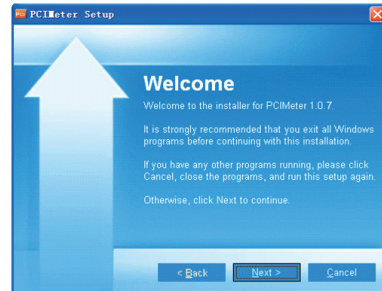 PCIMeter Setup
Welcome
Welcome to the installer for PCIMeter 1.0.7.
It is strongly recommended that you exit all Windows
programs before continuing with this installation.
If you have any other programs running, please click
Cancel, close the programs, and run this setup again.
Otherwise, click Next to continue.
< Back Next > Cancel